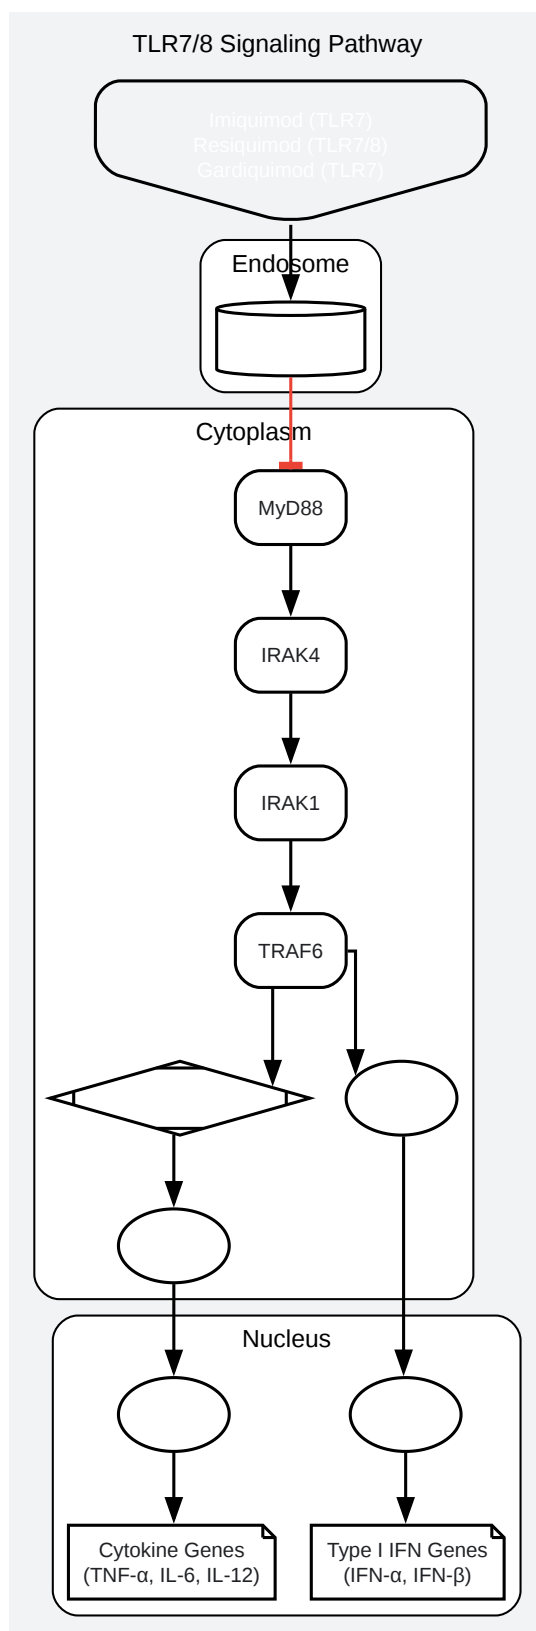 TLR7/8 Signaling Pathway
Imiquimod (TLR7)
Resiquimod (TLR7/8)
Gardiquimod (TLR7)
Endosome
Cytoplasm
MyD88
IRAK4
IRAK1
TRAF6
Nucleus
Cytokine Genes
(TNF-α, IL-6, IL-12)
Type I IFN Genes
(IFN-α, IFN-β)